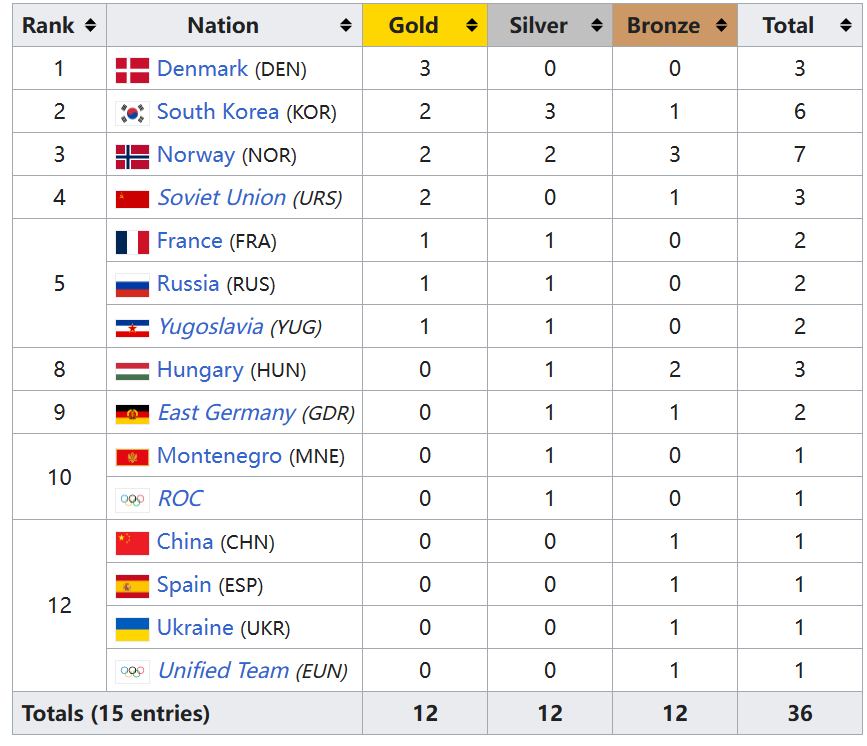 Rank Nation Gold Silver Bronze Total
1 Denmark (DEN) 3 0 0 3
2 South Korea (KOR) 2 3 1 6
3 Norway (NOR) 2 2 3 7
4 Soviet Union (URS) 2 0 1 3
5 France (FRA) 1 1 0 2
Russia (RUS) 1 1 0 2
Yugoslavia (YUG) 1 1 0 2
8 Hungary (HUN) 0 1 2 3
9 East Germany (GDR) 0 1 1 2
10 Montenegro (MNE) 0 1 0 1
ROC 0 1 0 1
12 China (CHN) 0 0 1 1
Spain (ESP) 0 0 1 1
Ukraine (UKR) 0 0 1 1
Unified Team (EUN) 0 0 1 1
Totals (15 entries) 12 12 12 36